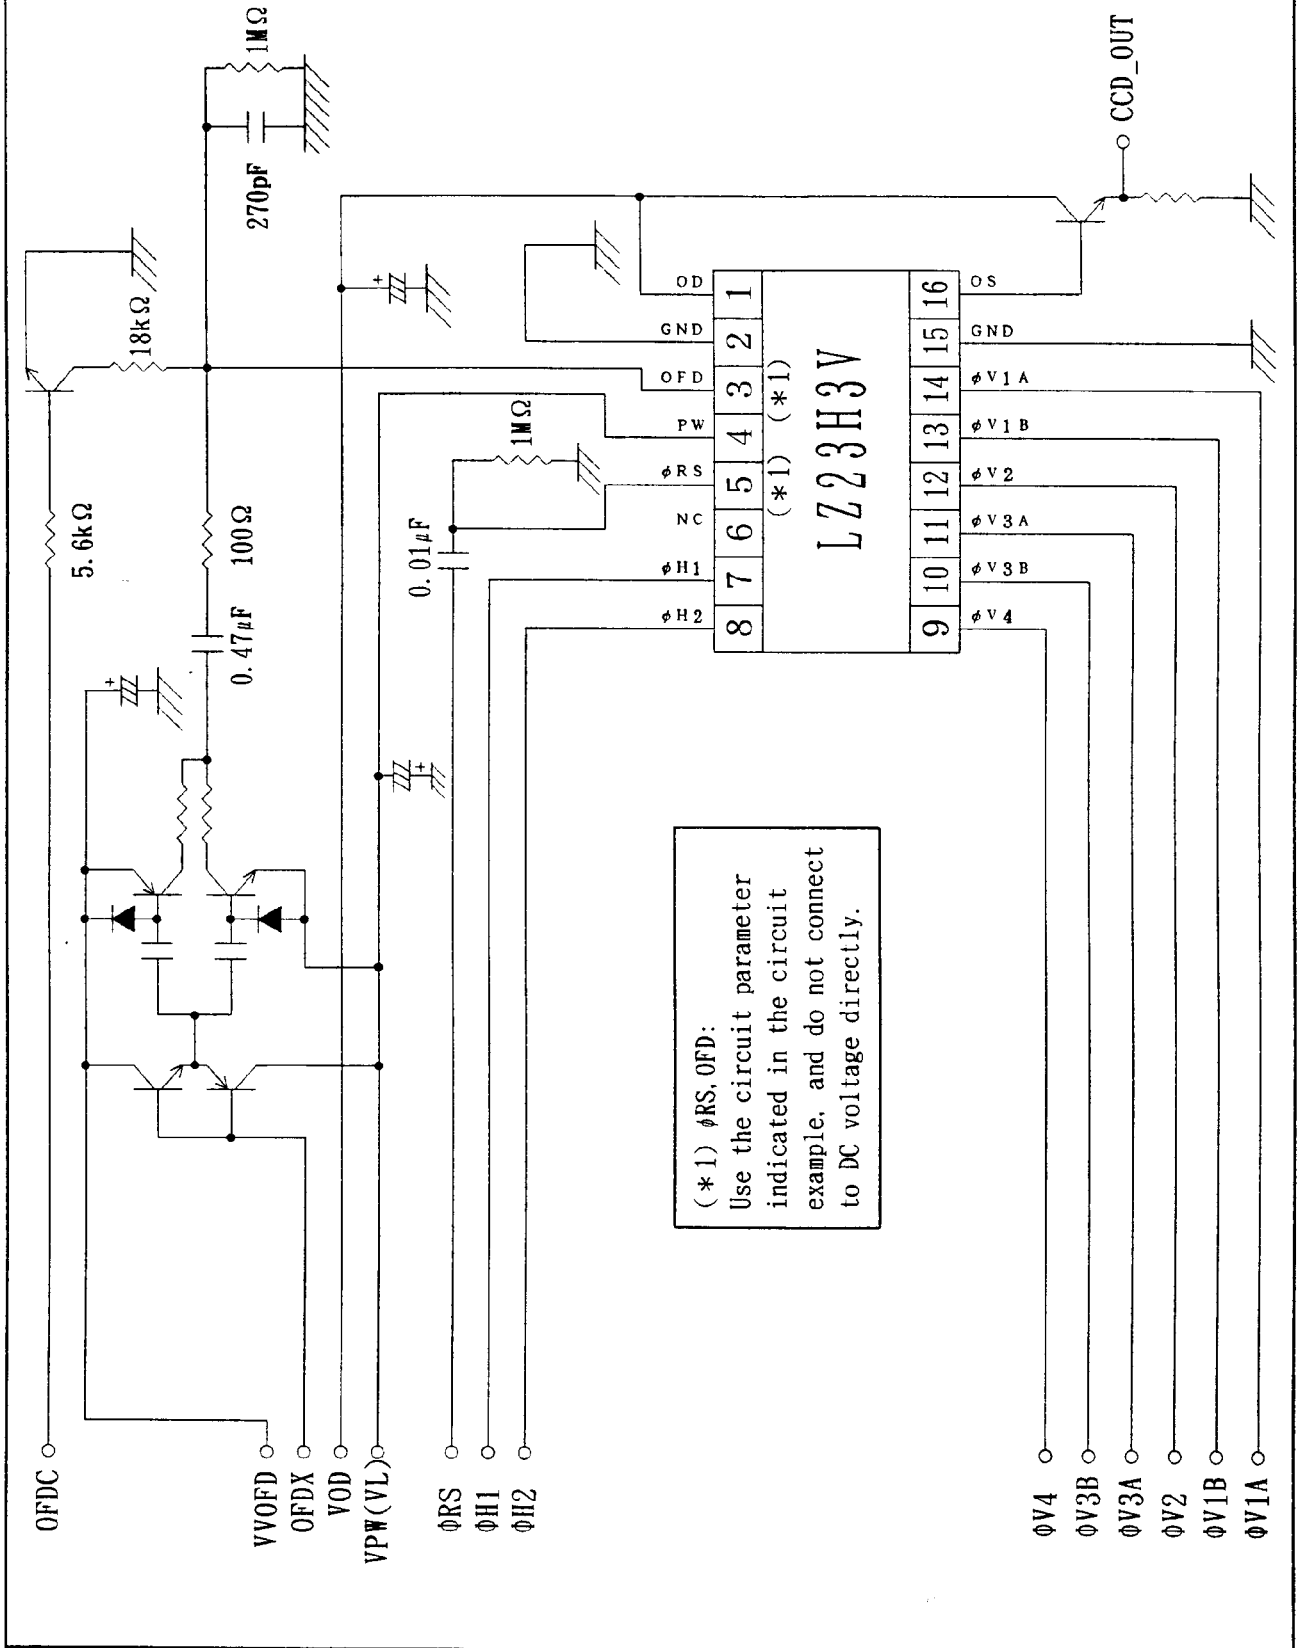 OFDC
VVOFD
OFDX
VOD
VPW(VL)
ΦRS
ΦH1
ΦH2
5.6kΩ
18kΩ
0.47μF
100Ω
270pF
1MΩ
0.01μF
1MΩ
OD
GND
OFD
PW
φRS
NC
φH1
φH2
1
2
3
4
5
6
7
8
(*1)
(*1)
LZ23H3V
16
15
14
13
12
11
10
9
OS
GND
φV1A
φV1B
φV2
φV3A
φV3B
φV4
CCD_OUT
(*1) φRS, OFD:
Use the circuit parameter
indicated in the circuit
example, and do not connect
to DC voltage directly.
ΦV4
ΦV3B
ΦV3A
ΦV2
ΦV1B
ΦV1A
+
+
+